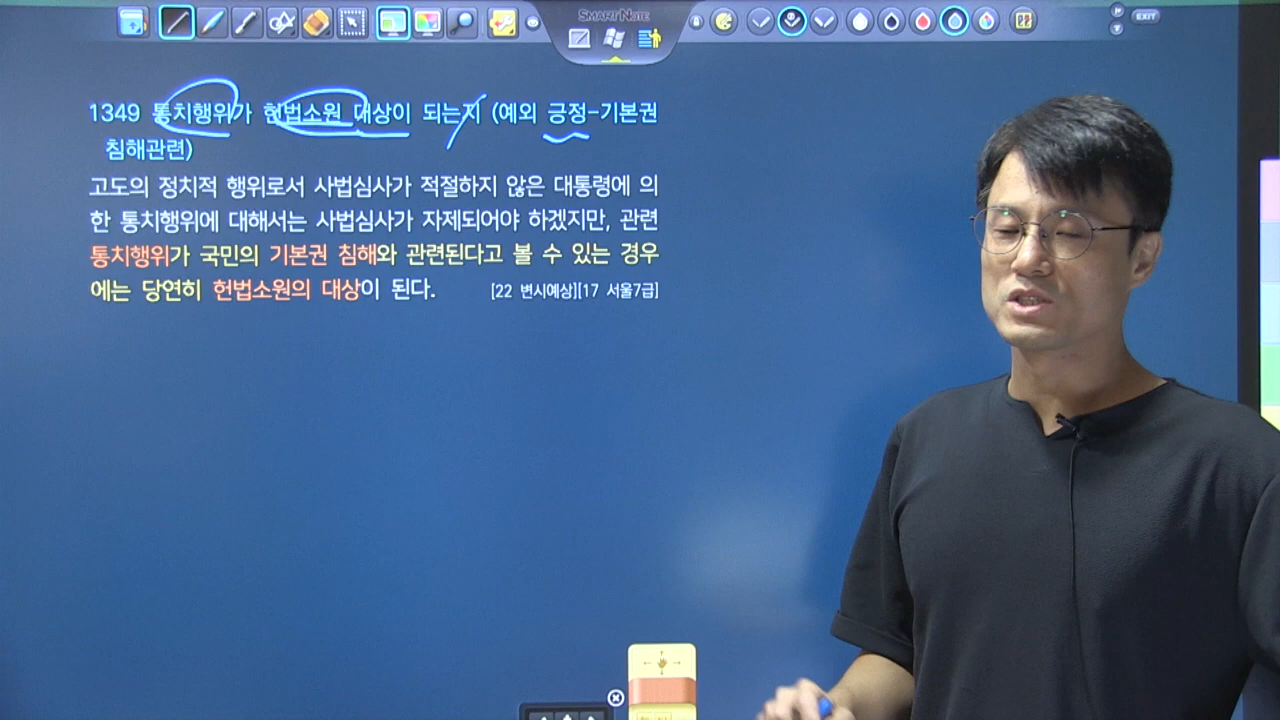 SMARTNOTE
EXIT
1349 통치행위가 헌법소원 대상이 되는지 (예외 긍정-기본권
침해관련)
고도의 정치적 행위로서 사법심사가 적절하지 않은 대통령에 의
한 통치행위에 대해서는 사법심사가 자제되어야 하겠지만, 관련
통치행위가 국민의 기본권 침해와 관련된다고 볼 수 있는 경우
에는 당연히 헌법소원의 대상이 된다. [22 변시예상][17 서울7급]